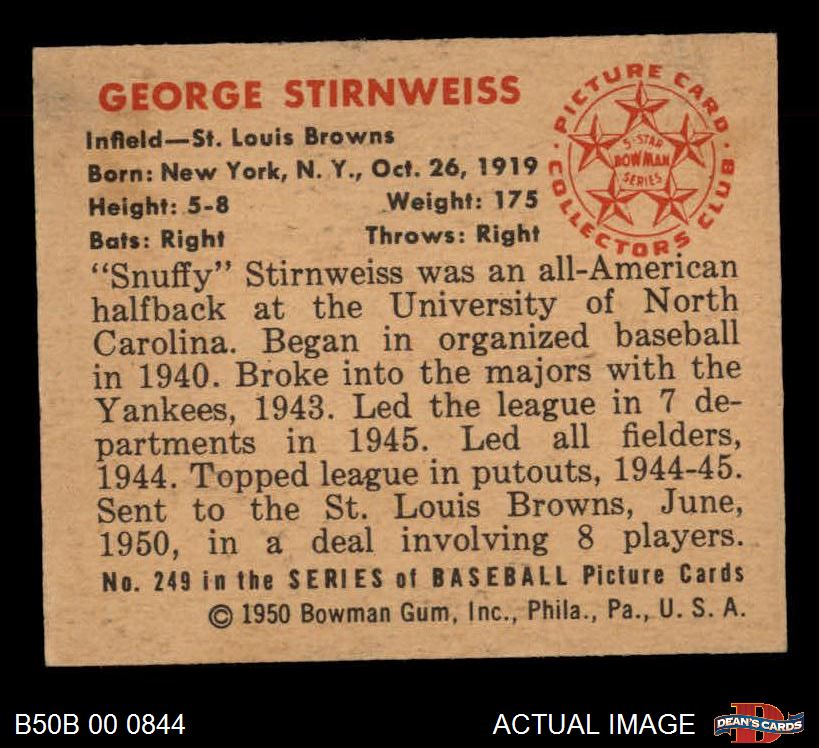 GEORGE STIRNWEISS
Infield—St. Louis Browns
Born: New York, N. Y., Oct. 26, 1919
Height: 5-8 Weight: 175
Bats: Right Throws: Right
PICTURE CARD
COLLECTORS CLUB
5-STAR
BOWMAN
SERIES
"Snuffy" Stirnweiss was an all-American
halfback at the University of North
Carolina. Began in organized baseball
in 1940. Broke into the majors with the
Yankees, 1943. Led the league in 7 de-
partments in 1945. Led all fielders,
1944. Topped league in putouts, 1944-45.
Sent to the St. Louis Browns, June,
1950, in a deal involving 8 players.
No. 249 in the SERIES of BASEBALL Picture Cards
© 1950 Bowman Gum, Inc., Phila., Pa., U. S. A.
B50B 00 0844
ACTUAL IMAGE
DEAN'S CARDS